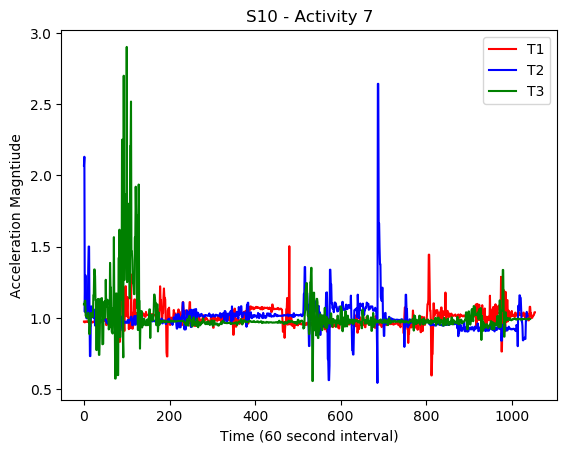 S10 - Activity 7
Acceleration Magntiude
3.0
2.5
2.0
1.5
1.0
0.5
T1
T2
T3
0 200 400 600 800 1000
Time (60 second interval)